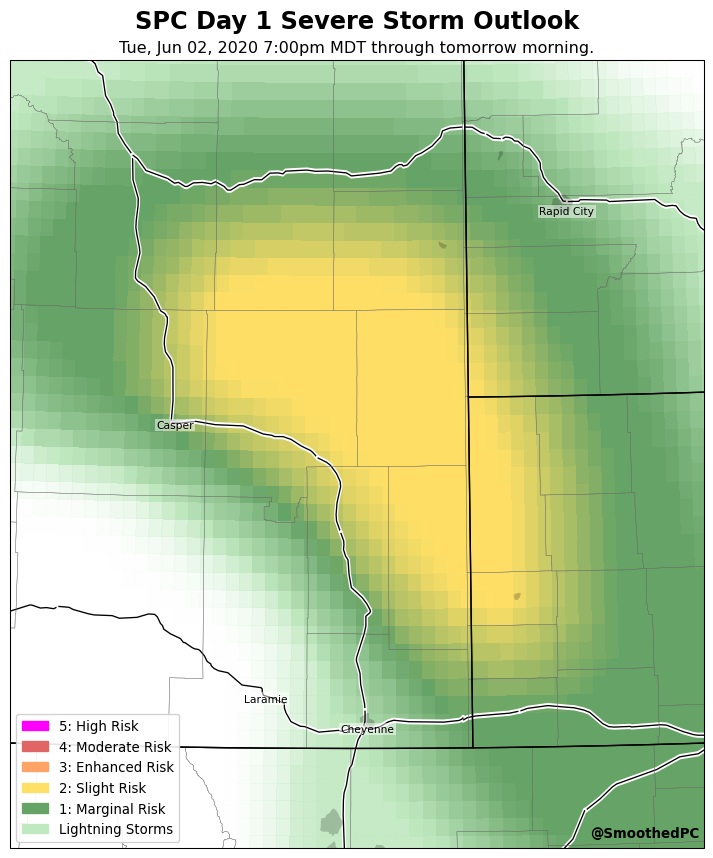 SPC Day 1 Severe Storm Outlook
Tue, Jun 02, 2020 7:00pm MDT through tomorrow morning.
Rapid City
Casper
Laramie
Cheyenne
5: High Risk
4: Moderate Risk
3: Enhanced Risk
2: Slight Risk
1: Marginal Risk
Lightning Storms
@SmoothedPC